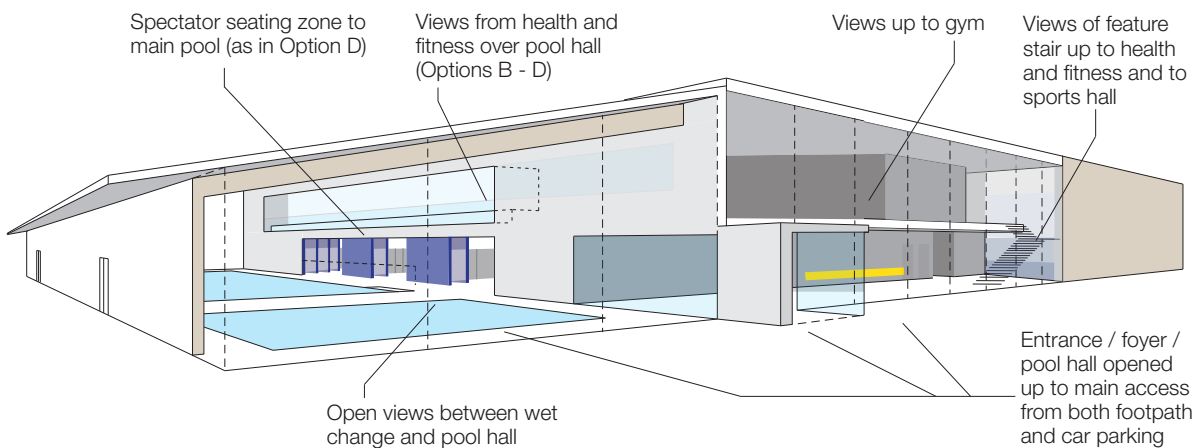 Spectator seating zone to
main pool (as in Option D)
Views from health and
fitness over pool hall
(Options B - D)
Views up to gym
Views of feature
stair up to health
and fitness and to
sports hall
Open views between wet
change and pool hall
Entrance / foyer /
pool hall opened
up to main access
from both footpath
and car parking